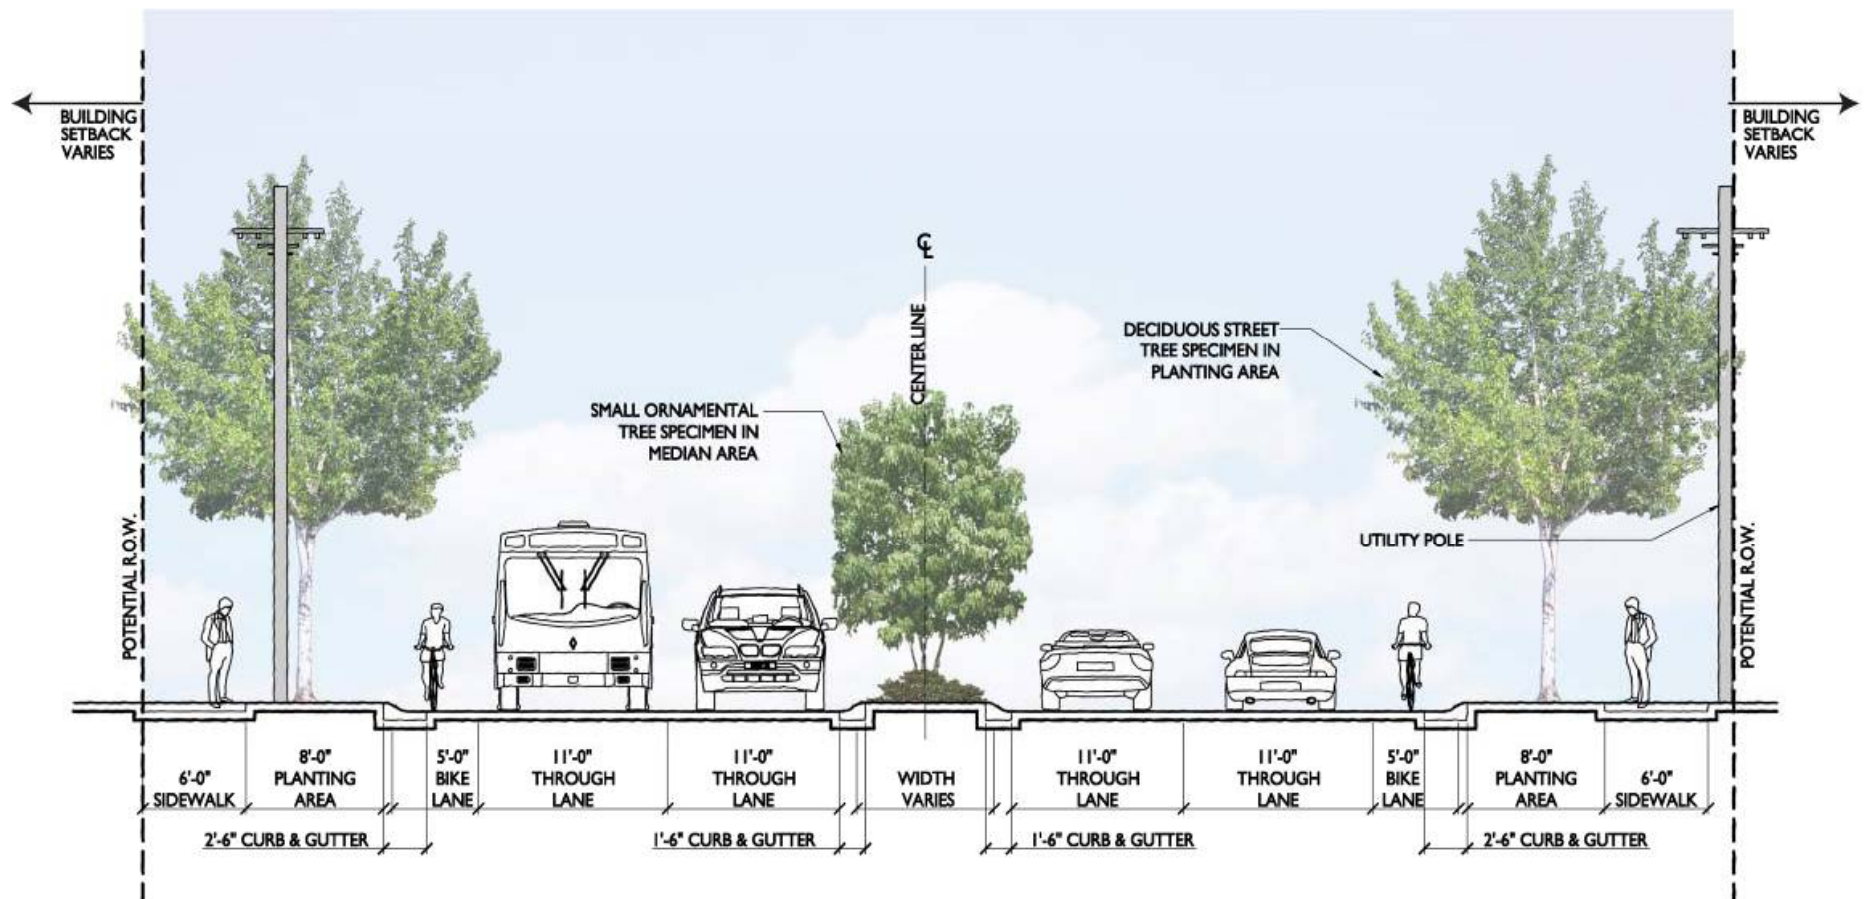 BUILDING
SETBACK
VARIES
BUILDING
SETBACK
VARIES
℄
CENTER LINE
DECIDUOUS STREET
TREE SPECIMEN IN
PLANTING AREA
SMALL ORNAMENTAL
TREE SPECIMEN IN
MEDIAN AREA
UTILITY POLE
POTENTIAL R.O.W.
POTENTIAL R.O.W.
6'-0"
SIDEWALK
8'-0"
PLANTING
AREA
5'-0"
BIKE
LANE
11'-0"
THROUGH
LANE
11'-0"
THROUGH
LANE
WIDTH
VARIES
11'-0"
THROUGH
LANE
11'-0"
THROUGH
LANE
5'-0"
BIKE
LANE
8'-0"
PLANTING
AREA
6'-0"
SIDEWALK
2'-6" CURB & GUTTER
1'-6" CURB & GUTTER
1'-6" CURB & GUTTER
2'-6" CURB & GUTTER